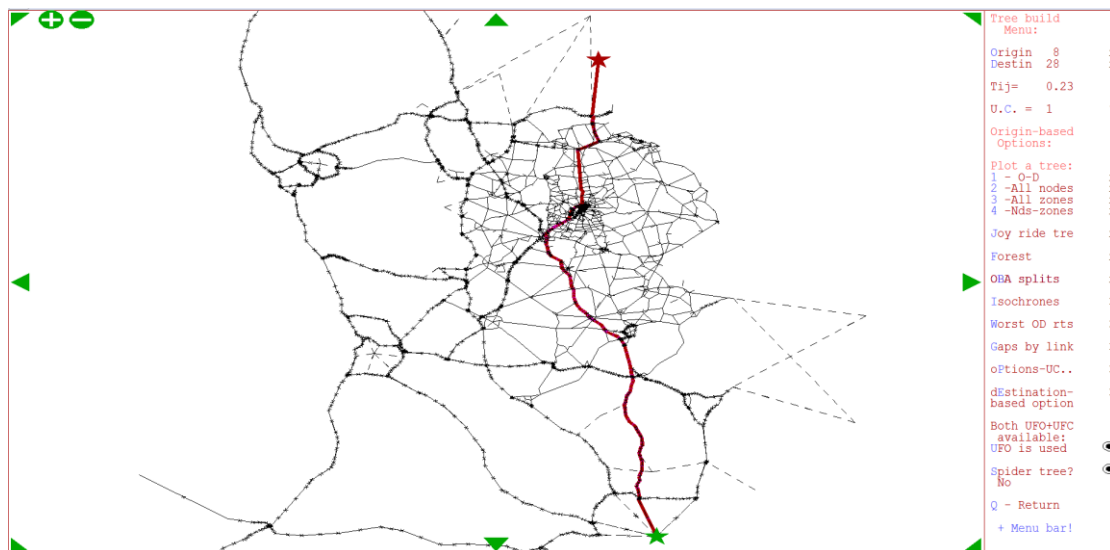 Tree build
Menu:
Origin 8
Destin 28
Tij= 0.23
U.C. = 1
Origin-based
Options:
Plot a tree:
1 - O-D
2 -All nodes
3 -All zones
4 -Nds-zones
Joy ride tre
Forest
OBA splits
Isochrones
Worst OD rts
Gaps by link
oPtions-UC..
dEstination-
based option
Both UFO+UFC
available:
UFO is used
Spider tree?
No
Q - Return
+ Menu bar!